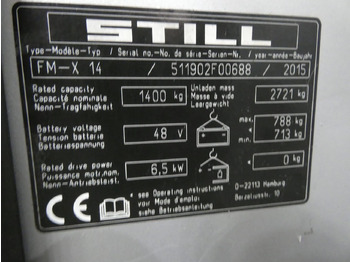 STILL
Type-Modèle-Typ / Serial no.-No. de série-Serien-Nr. / year-année-Baujahr
FM-X 14 / 511902F00688 / 2015
Rated capacity
Capacité nominale
Nenn-Tragfähigkeit
1400 kg
Unladen mass
Masse à vide
Leergewicht
2721 kg
Battery voltage
Tension batterie
Batteriespannung
48 V
max. 788 kg
min. 713 kg
Rated drive power
Puissance motr.nom.
Nenn-Antriebsleist.
6,5 kW
0 kg
CE
see Operating instructions
voir Mode d'emploi
siehe Betriebsanleitung
D-22113 Hamburg
Berzeliusstr. 10